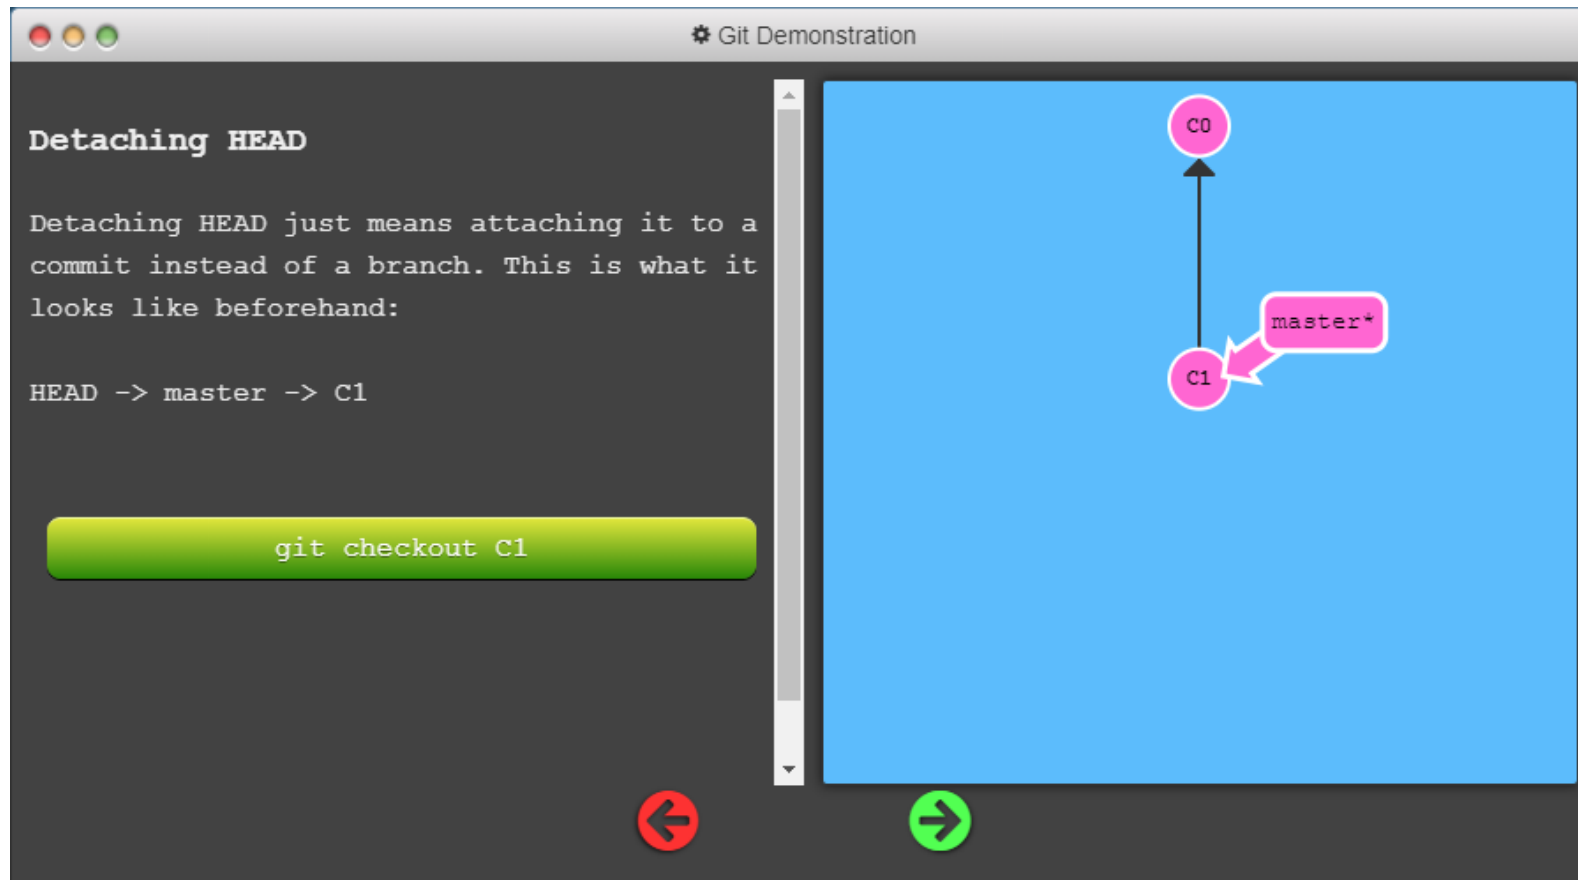 Git Demonstration
Detaching HEAD
Detaching HEAD just means attaching it to a
commit instead of a branch. This is what it
looks like beforehand:
HEAD -> master -> C1
git checkout C1
C0
master*
C1